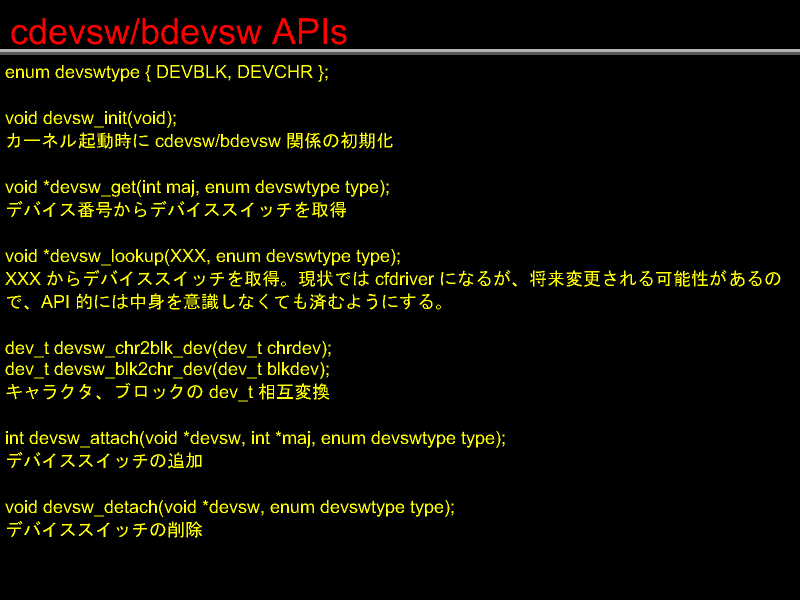 cdevsw/bdevsw APIs
enum devswtype { DEVBLK, DEVCHR };
void devsw_init(void);
カーネル起動時に cdevsw/bdevsw 関係の初期化
void *devsw_get(int maj, enum devswtype type);
デバイス番号からデバイススイッチを取得
void *devsw_lookup(XXX, enum devswtype type);
XXX からデバイススイッチを取得。現状では cfdriver になるが、将来変更される可能性があるの
で、API 的には中身を意識しなくても済むようにする。
dev_t devsw_chr2blk_dev(dev_t chrdev);
dev_t devsw_blk2chr_dev(dev_t blkdev);
キャラクタ、ブロックの dev_t 相互変換
int devsw_attach(void *devsw, int *maj, enum devswtype type);
デバイススイッチの追加
void devsw_detach(void *devsw, enum devswtype type);
デバイススイッチの削除